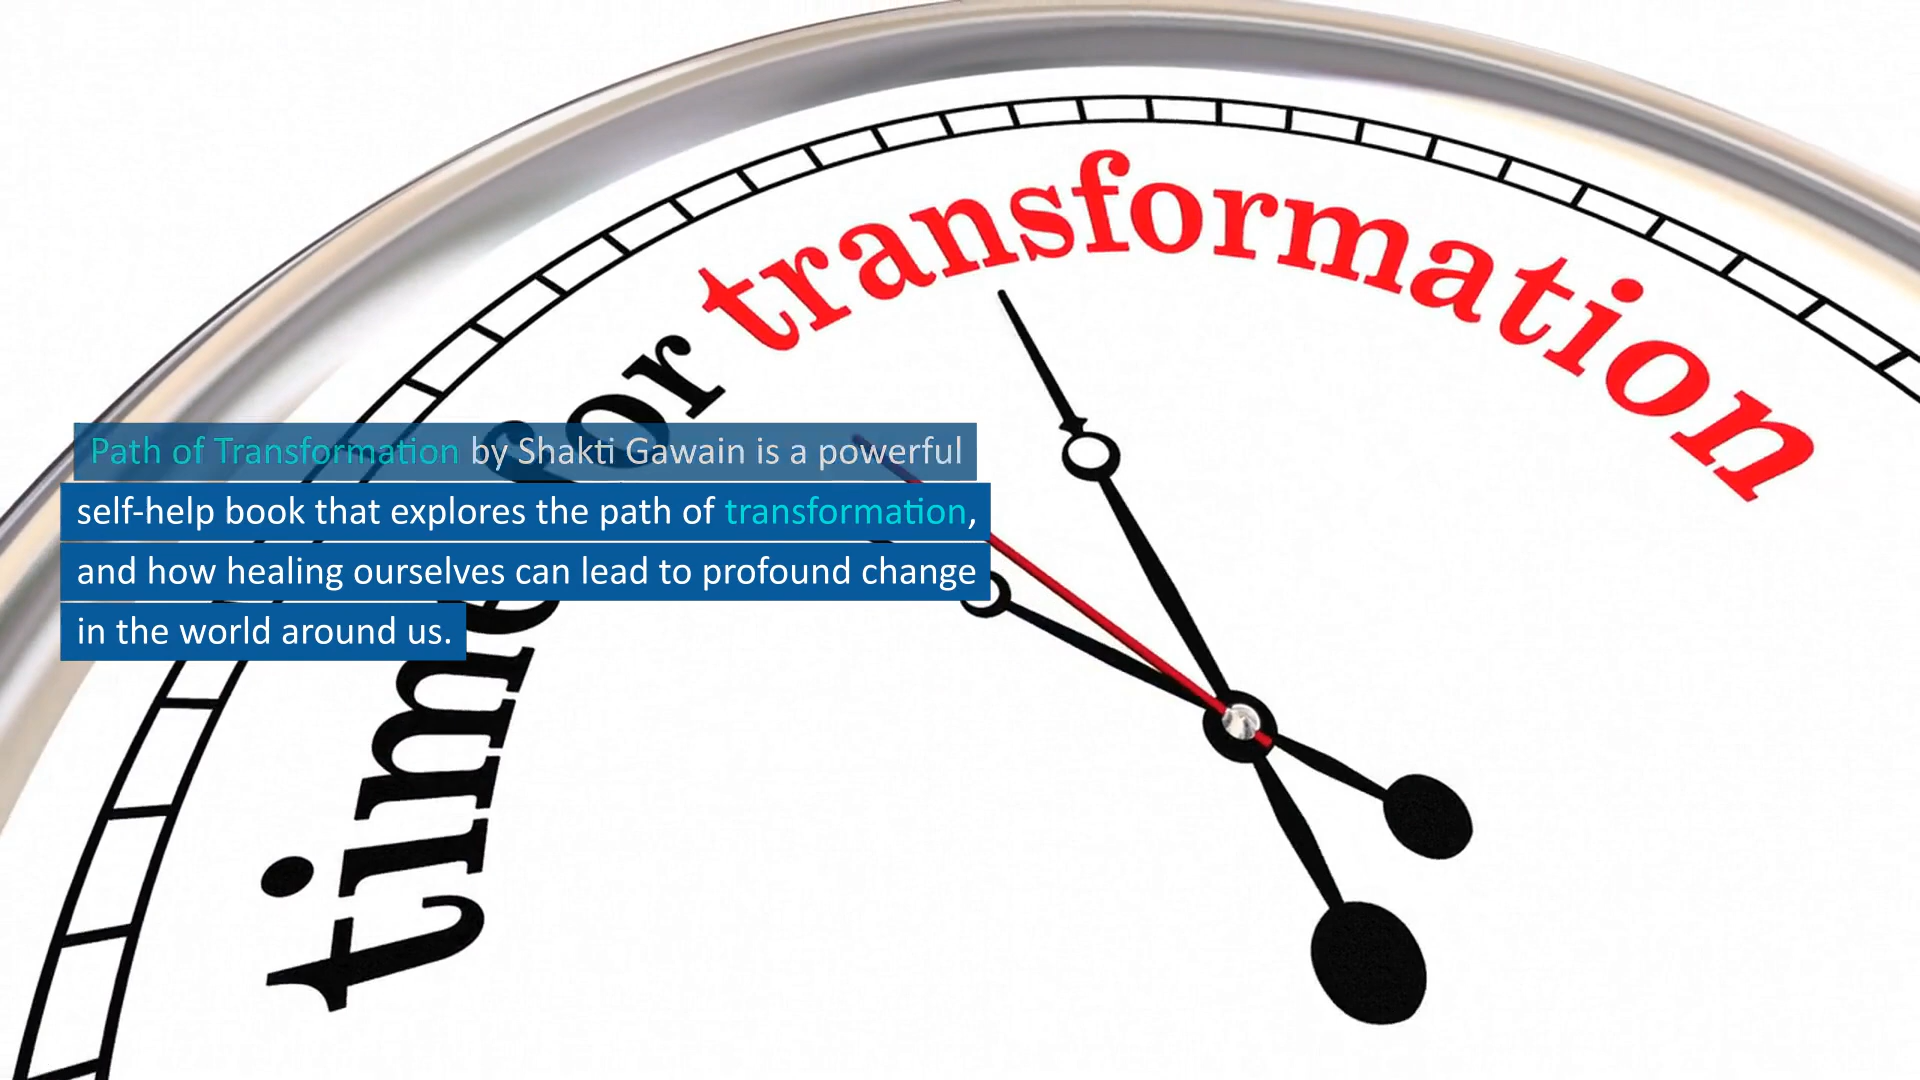 time for transformation
Path of Transformation by Shakti Gawain is a powerful
self-help book that explores the path of transformation,
and how healing ourselves can lead to profound change
in the world around us.